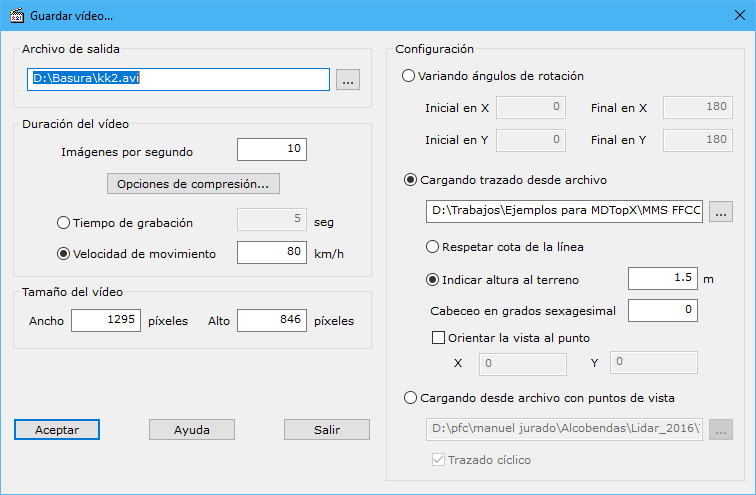 Guardar vídeo...
Archivo de salida
D:\Basura\kk2.avi
...
Duración del vídeo
Imágenes por segundo 10
Opciones de compresión...
Tiempo de grabación 5 seg
Velocidad de movimiento 80 km/h
Tamaño del vídeo
Ancho 1295 píxeles Alto 846 píxeles
Aceptar Ayuda Salir
Configuración
Variando ángulos de rotación
Inicial en X 0 Final en X 180
Inicial en Y 0 Final en Y 180
Cargando trazado desde archivo
D:\Trabajos\Ejemplos para MDTopX\MMS FFCC ...
Respetar cota de la línea
Indicar altura al terreno 1.5 m
Cabeceo en grados sexagesimal 0
Orientar la vista al punto
X 0 Y 0
Cargando desde archivo con puntos de vista
D:\pfc\manuel jurado\Alcobendas\Lidar_2016\ ...
Trazado cíclico